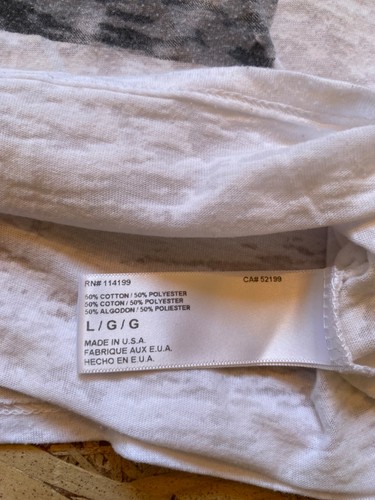 RN# 114199 CA# 52199
50% COTTON / 50% POLYESTER
50% COTON / 50% POLYESTER
50% ALGODON / 50% POLIESTER
L / G / G
MADE IN U.S.A.
FABRIQUE AUX E.U.A.
HECHO EN E.U.A.